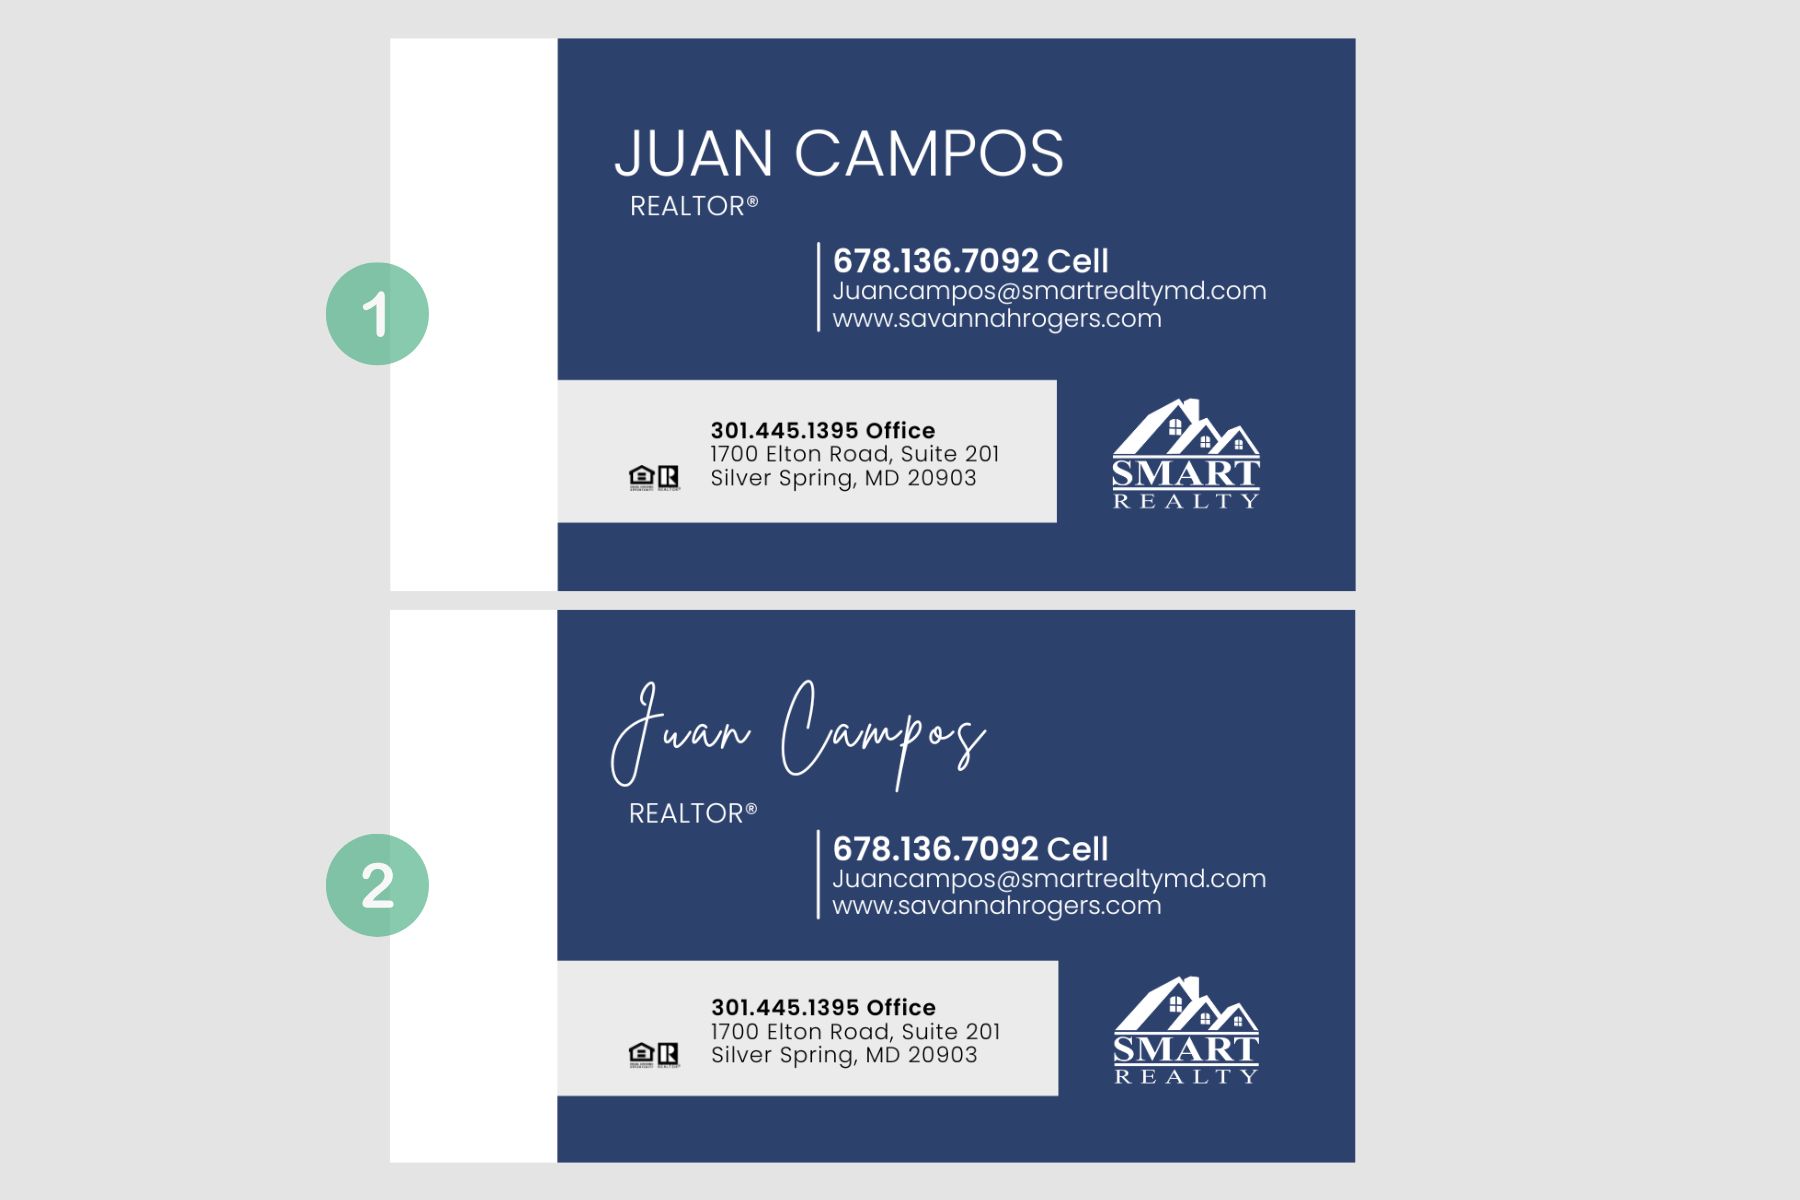 1
JUAN CAMPOS
REALTOR®
678.136.7092 Cell
Juancampos@smartrealtymd.com
www.savannahrogers.com
301.445.1395 Office
1700 Elton Road, Suite 201
Silver Spring, MD 20903
SMART
REALTY
2
Juan Campos
REALTOR®
678.136.7092 Cell
Juancampos@smartrealtymd.com
www.savannahrogers.com
301.445.1395 Office
1700 Elton Road, Suite 201
Silver Spring, MD 20903
SMART
REALTY